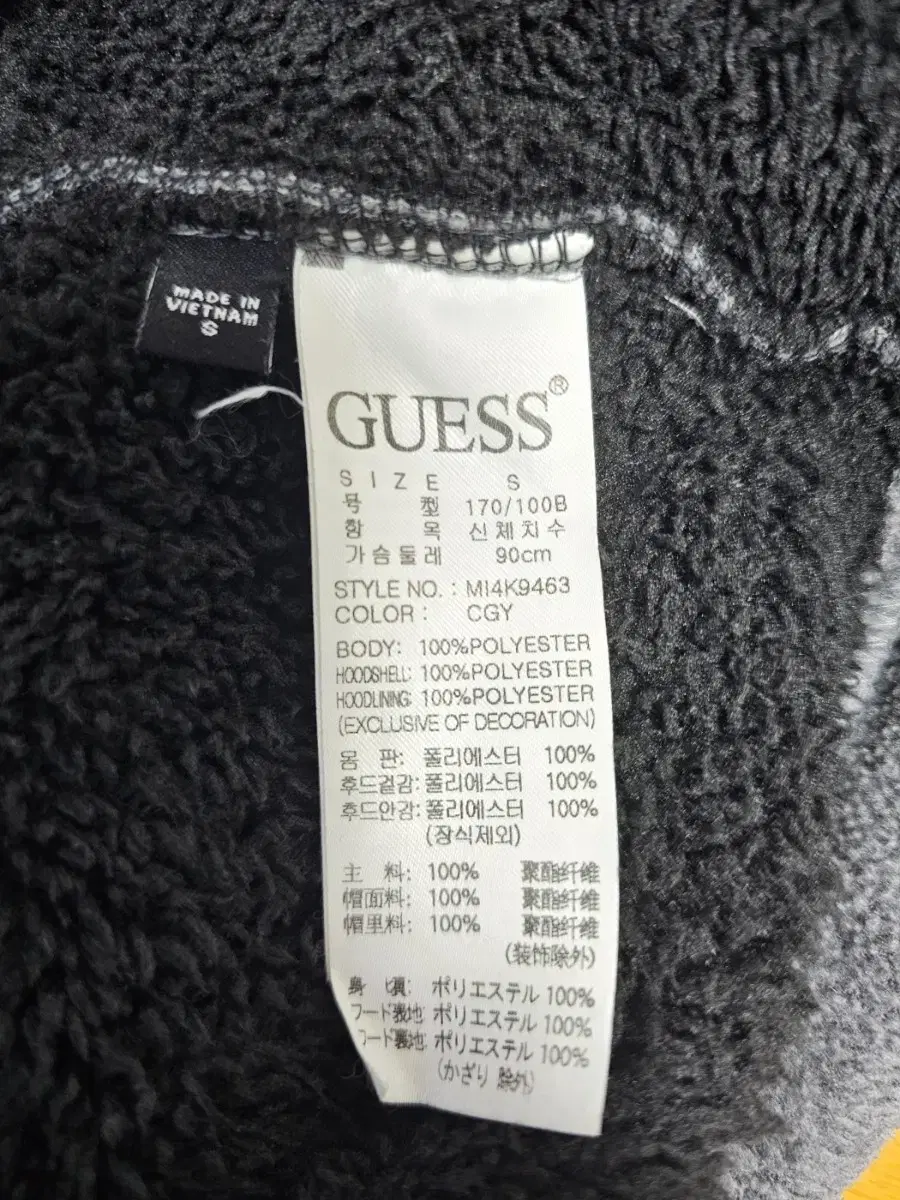 MADE IN
VIETNAM
S
GUESS®
SIZE S
号 型 170/100B
항 목 신체치수
가슴둘레 90cm
STYLE NO. : MI4K9463
COLOR : CGY
BODY: 100%POLYESTER
HOODSHELL: 100%POLYESTER
HOODLINING: 100%POLYESTER
(EXCLUSIVE OF DECORATION)
몸 판: 폴리에스터 100%
후드겉감: 폴리에스터 100%
후드안감: 폴리에스터 100%
(장식제외)
主 料: 100% 聚酯纤维
帽面料: 100% 聚酯纤维
帽里料: 100% 聚酯纤维
(装饰除外)
身 頃: ポリエステル 100%
フード表地: ポリエステル 100%
フード裏地: ポリエステル 100%
(かざり 除外)